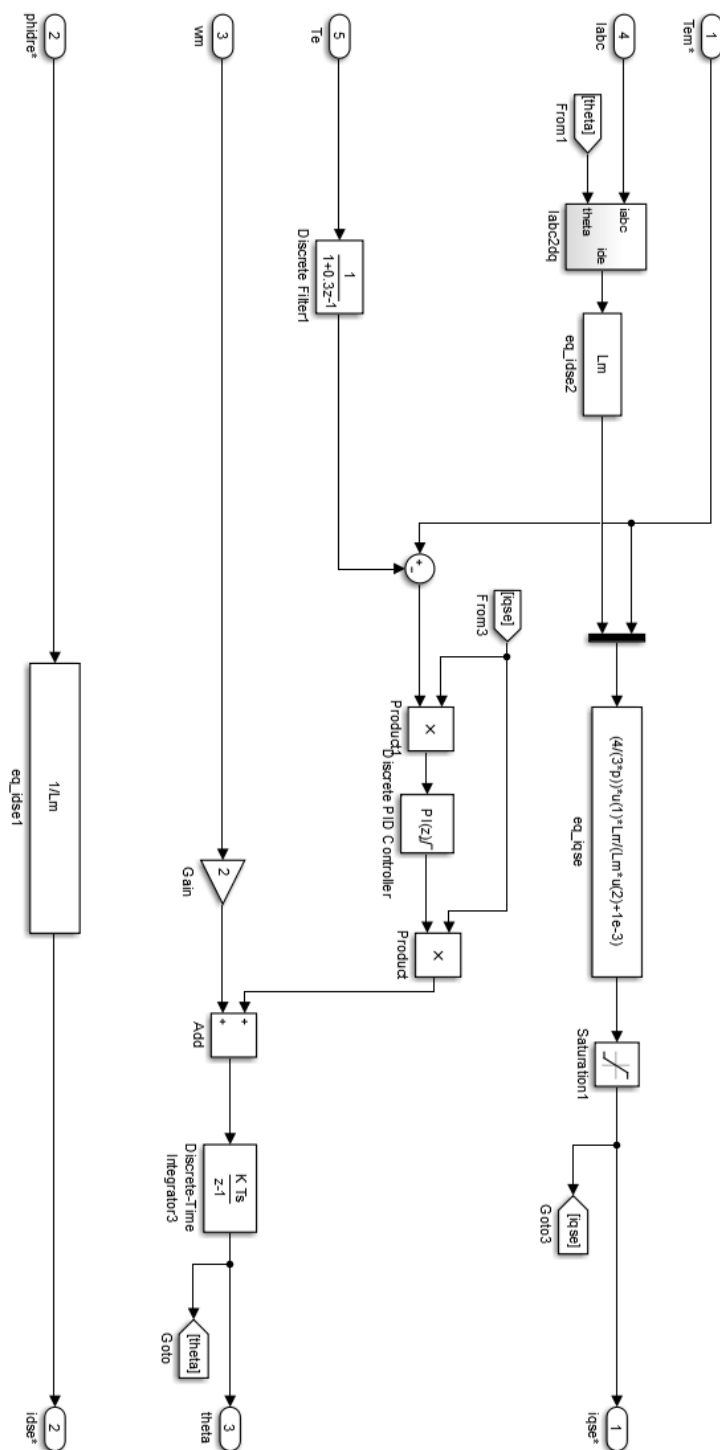 1
Tem*
4
Iabc
[theta]
From1
iabc
theta
ide
Iabc2dq
Lm
eq_idse2
(4/(3*p))*u(1)*Lm/(Lm*u(2)+1e-3)
eq_iqse
Saturation1
[iqse]
Goto3
1
iqse*
5
Te
1
1+0.3z-1
Discrete Filter1
+
-
[iqse]
From3
×
Product1
PI(z)
Discrete PID Controller
×
Product
3
wm
2
Gain
+
+
Add
K Ts
z-1
Discrete-Time
Integrator3
[theta]
Goto
3
theta
2
phidre*
1/Lm
eq_idse1
2
idse*